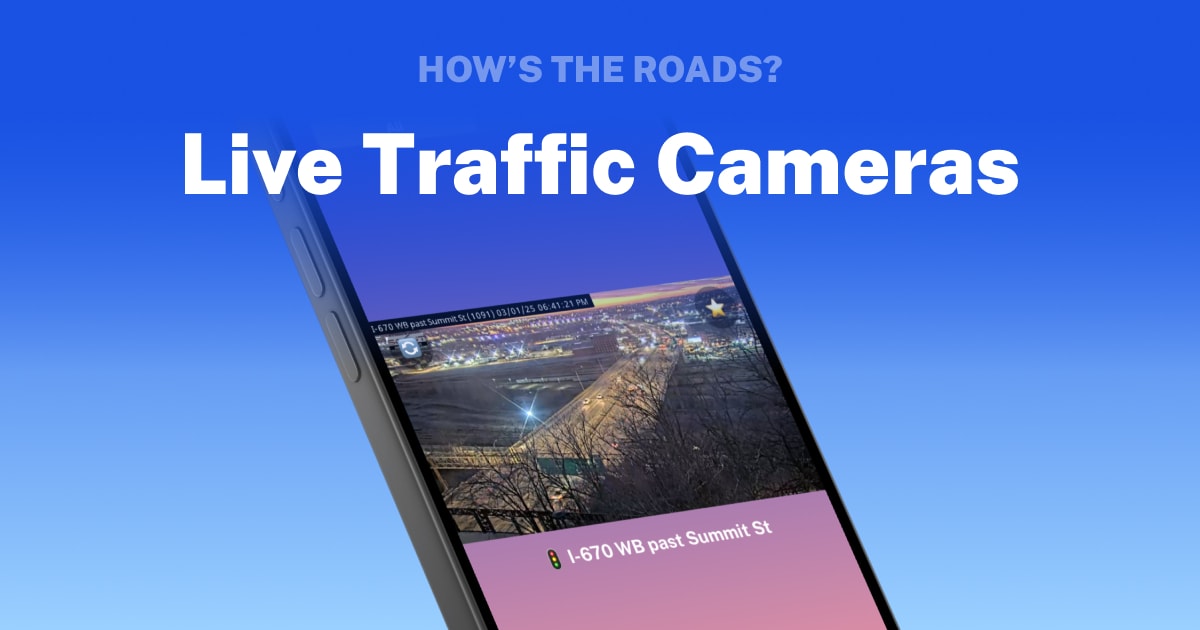 HOW’S THE ROADS?
Live Traffic Cameras
I-670 WB past Summit St (1091) 03/01/25 06:41:21 PM
I-670 WB past Summit St